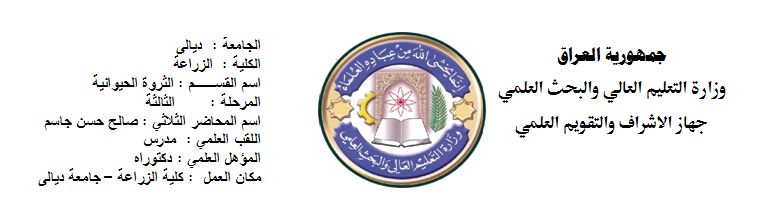 جمهورية العراق
وزارة التعليم العالي والبحث العلمي
جهاز الاشراف والتقويم العلمي
إنما يخشى الله من عباده العلماء
وزارة التعليم العالي والبحث العلمي
الجامعة : ديالى
الكلية : الزراعة
اسم القســـــم : الثروة الحيوانية
المرحلة : الثالثة
اسم المحاضر الثلاثي : صالح حسن جاسم
اللقب العلمي : مدرس
المؤهل العلمي : دكتوراه
مكان العمل : كلية الزراعة – جامعة ديالى